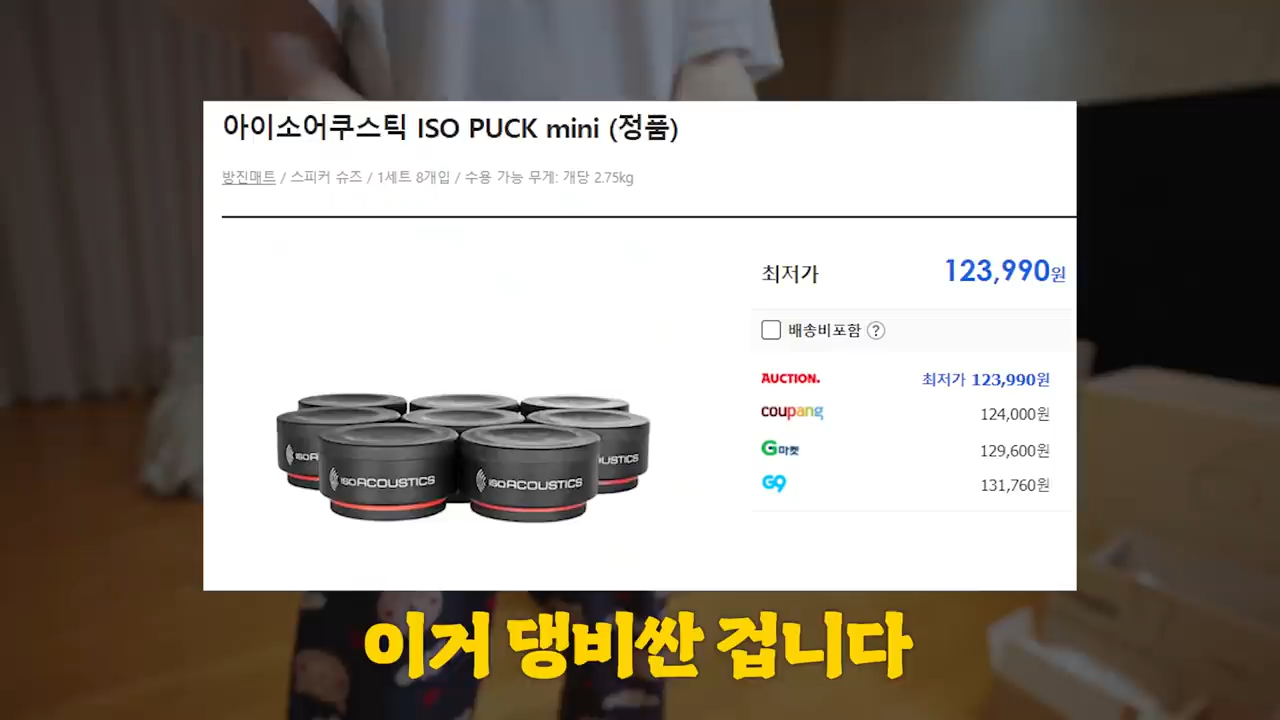 아이소어쿠스틱 ISO PUCK mini (정품)
방진매트 / 스피커 슈즈 / 1세트 8개입 / 수용 가능 무게: 개당 2.75kg
최저가 123,990원
배송비포함 ?
AUCTION. 최저가 123,990원
coupang 124,000원
G마켓 129,600원
G9 131,760원
ISOA
ISOACOUSTICS
ISOACOUSTICS
USTICS
이거 댕비싼 겁니다